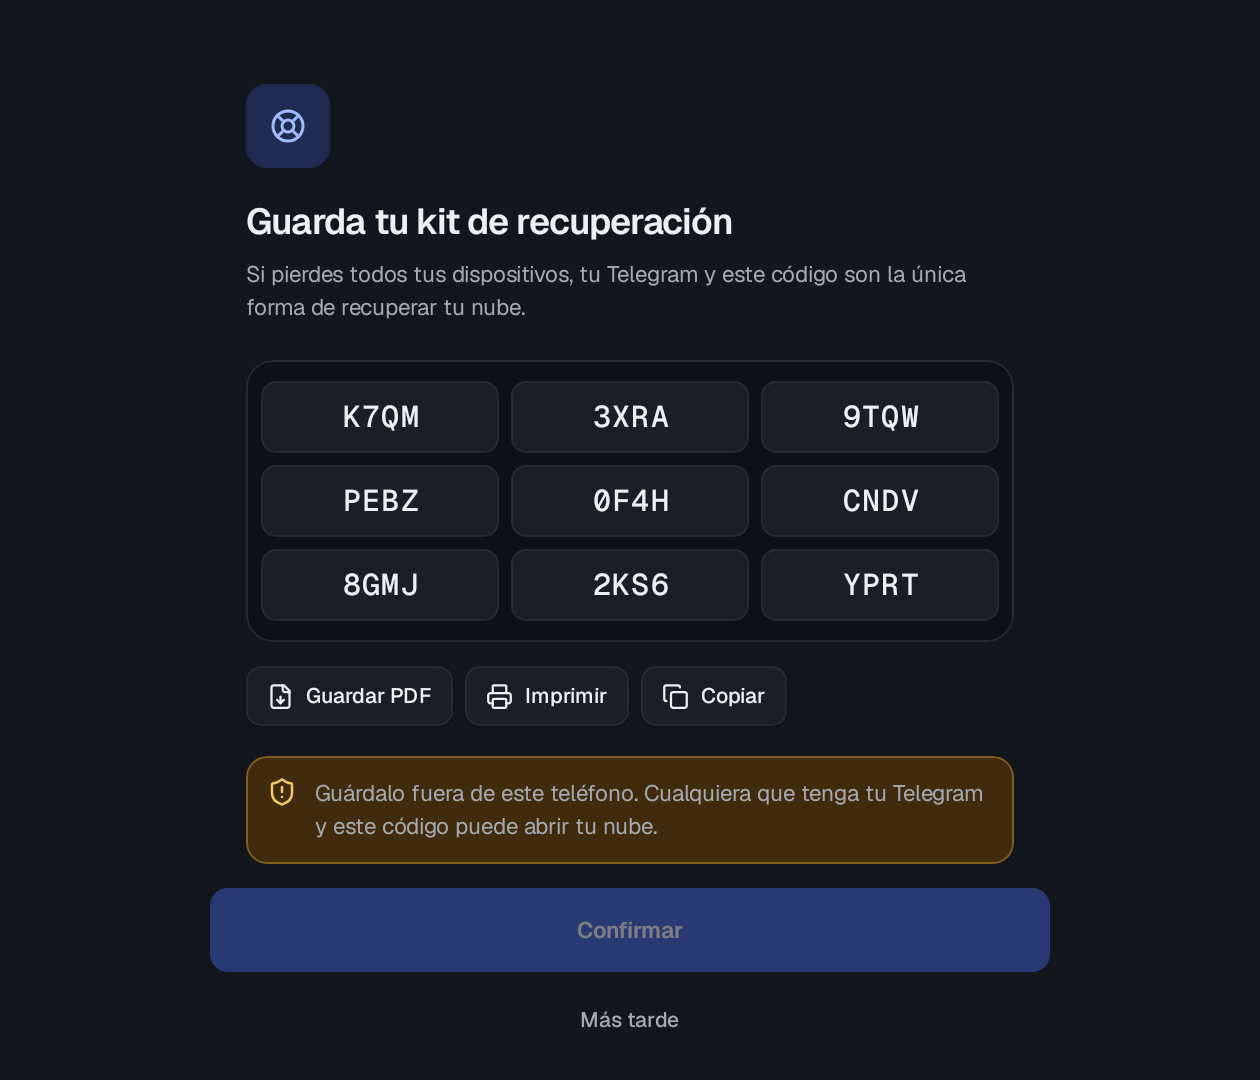 Guarda tu kit de recuperación
Si pierdes todos tus dispositivos, tu Telegram y este código son la única
forma de recuperar tu nube.
K7QM 3XRA 9TQW
PEBZ 0F4H CNDV
8GMJ 2KS6 YPRT
Guardar PDF Imprimir Copiar
Guárdalo fuera de este teléfono. Cualquiera que tenga tu Telegram
y este código puede abrir tu nube.
Confirmar
Más tarde